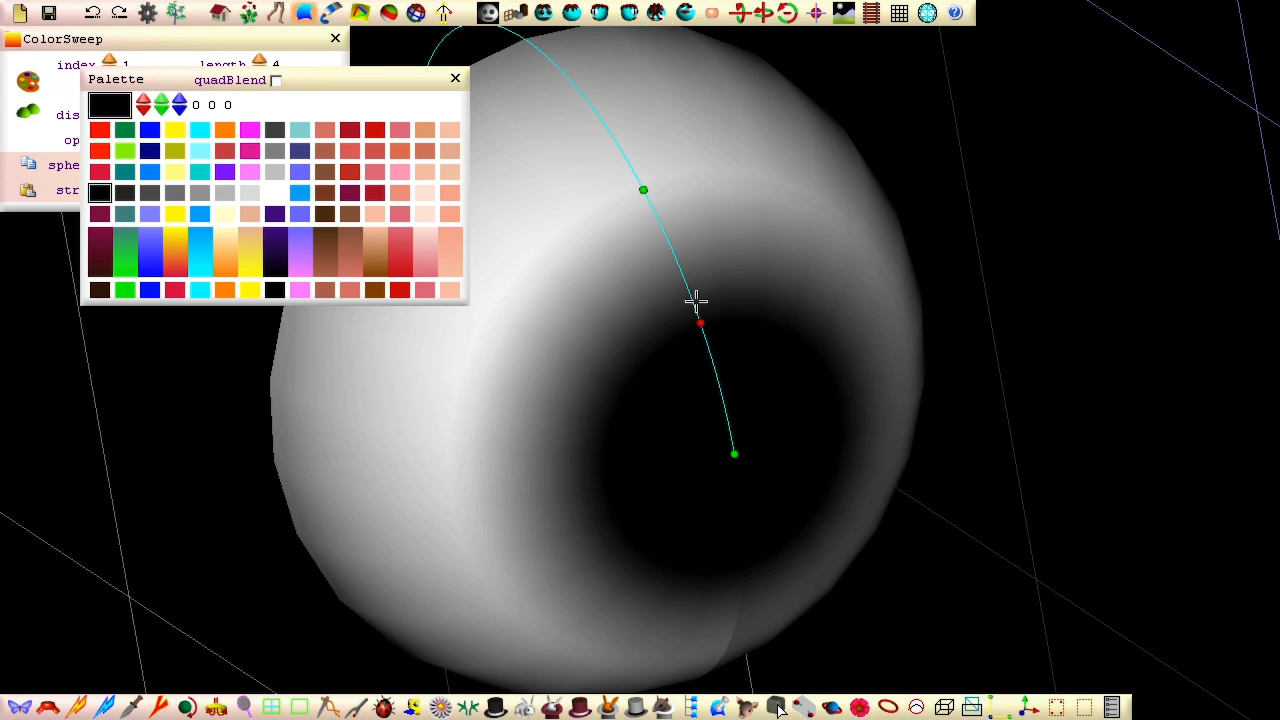 ColorSweep
index 1 length 4
Palette quadBlend
0 0 0
dis
op
sphe
str